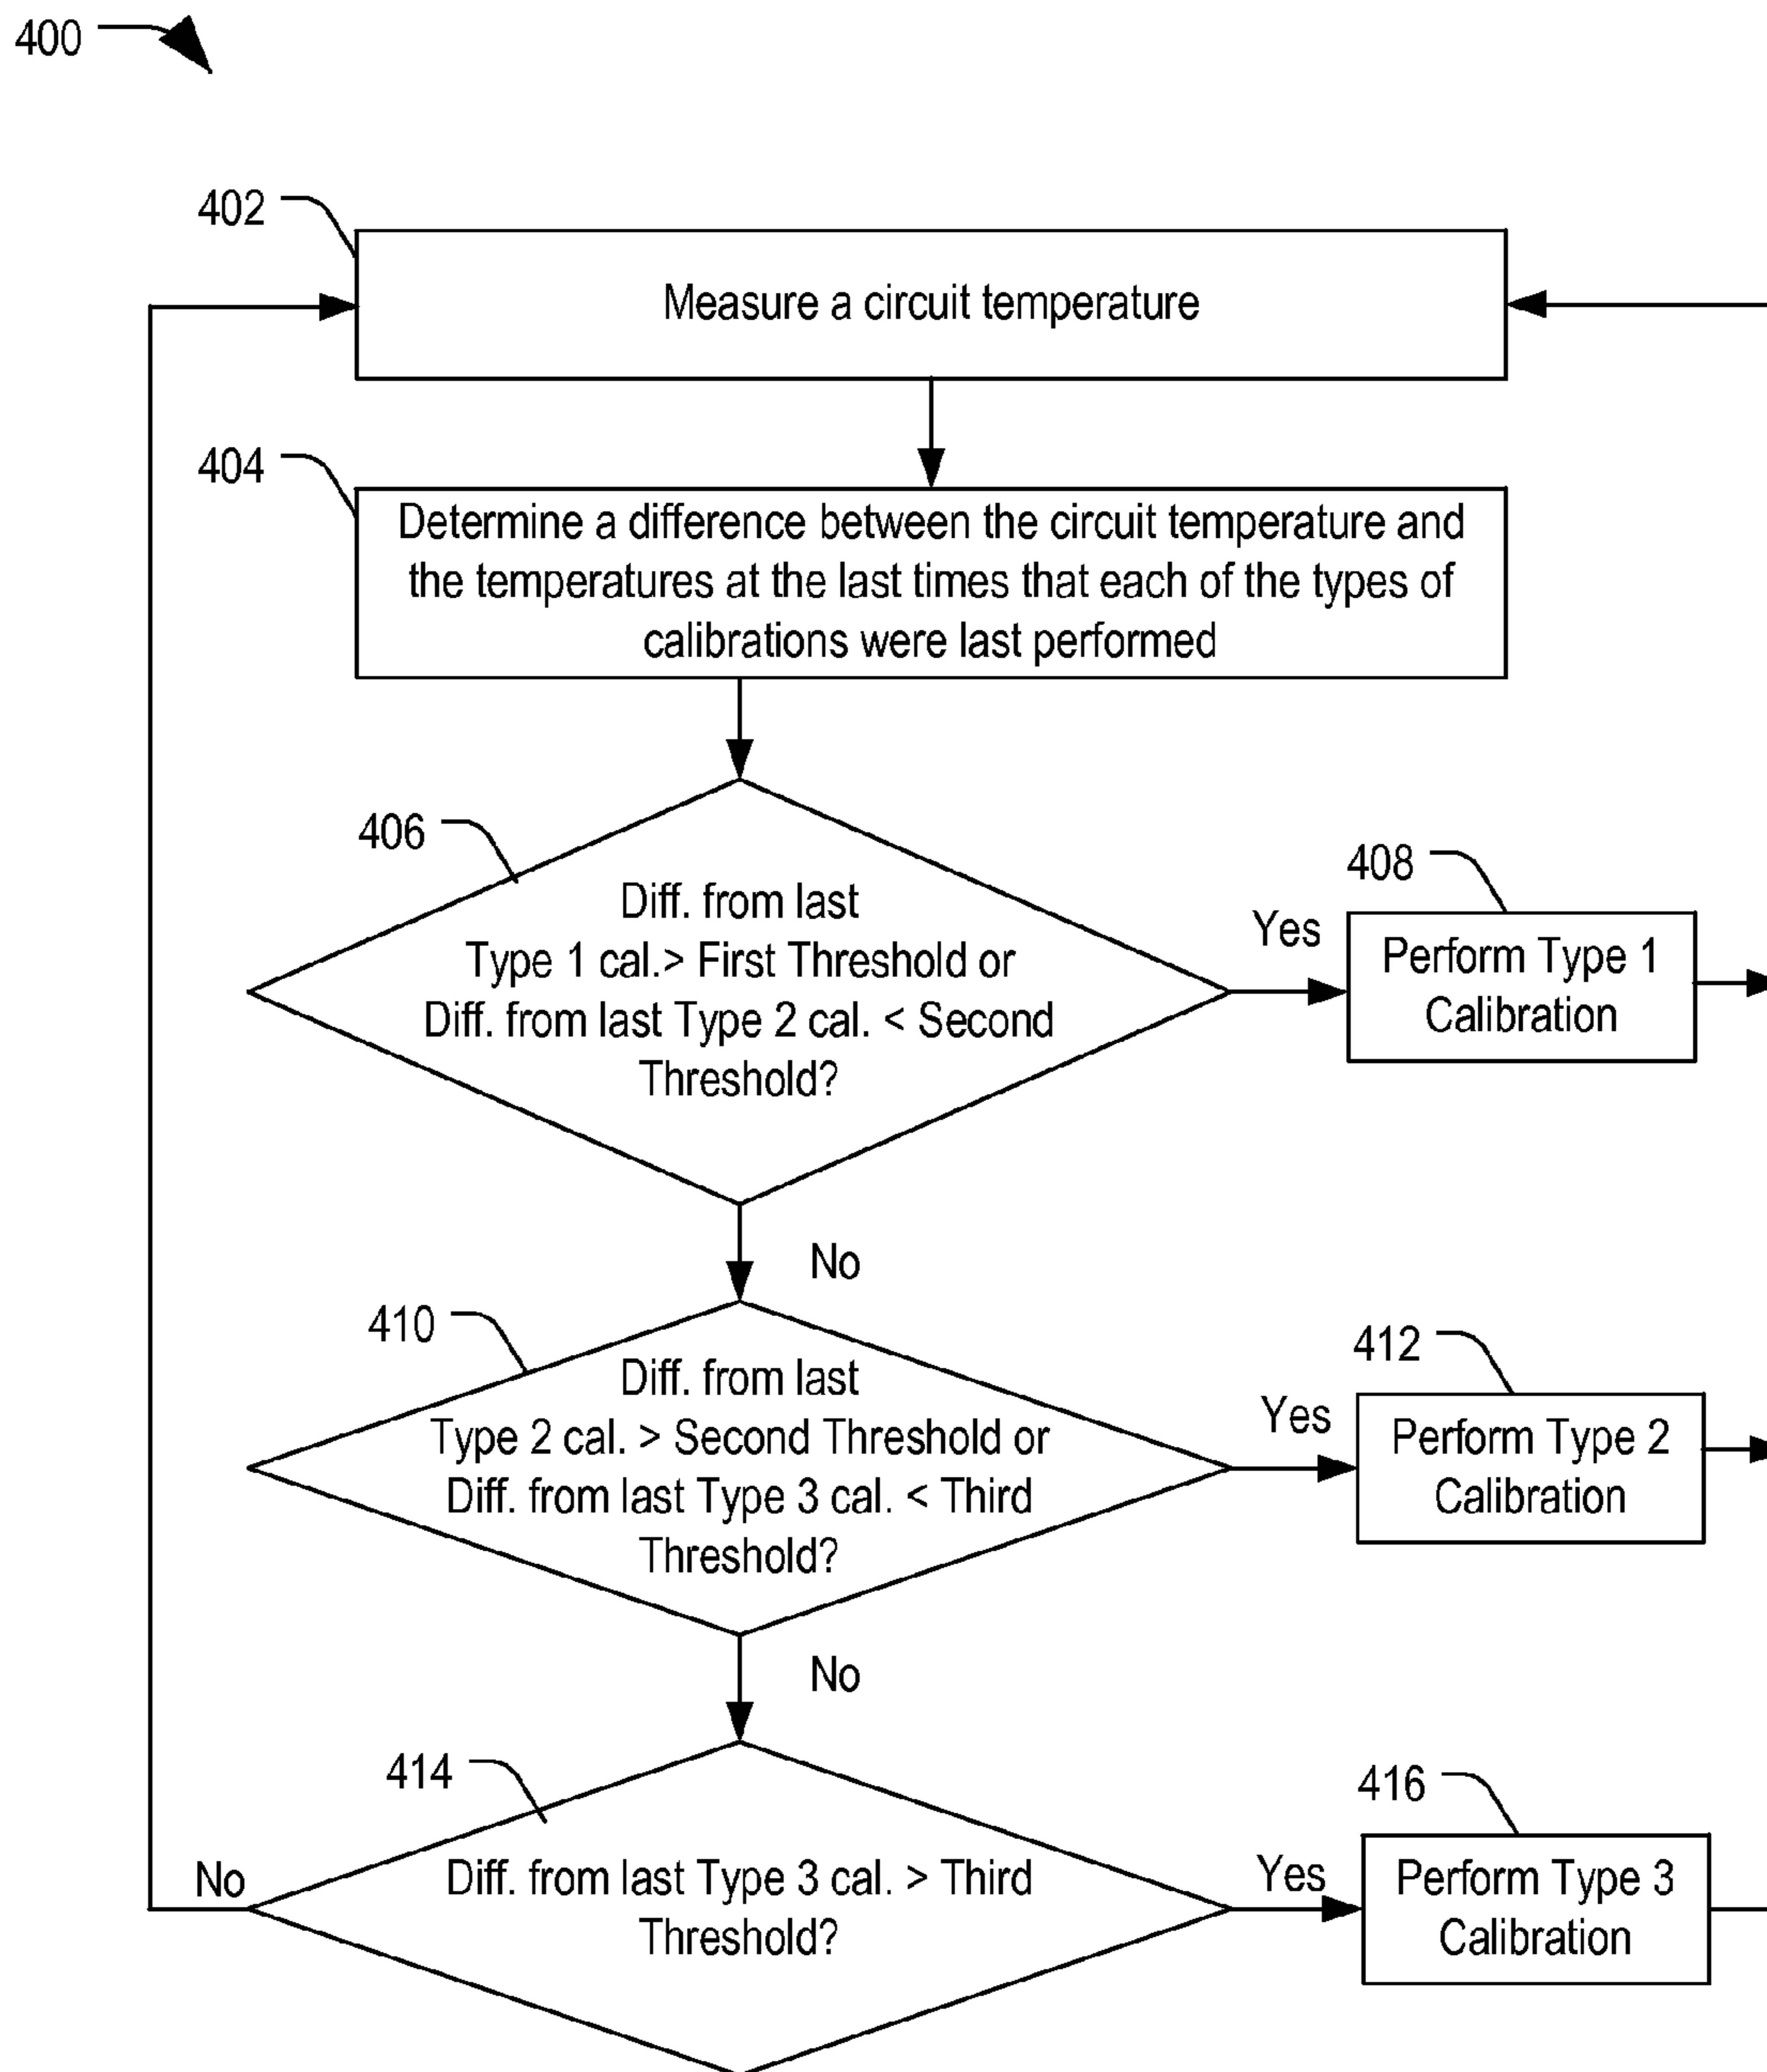 400
402
Measure a circuit temperature
404
Determine a difference between the circuit temperature and
the temperatures at the last times that each of the types of
calibrations were last performed
406
Diff. from last
Type 1 cal.> First Threshold or
Diff. from last Type 2 cal. < Second
Threshold?
Yes
408
Perform Type 1
Calibration
No
410
Diff. from last
Type 2 cal. > Second Threshold or
Diff. from last Type 3 cal. < Third
Threshold?
Yes
412
Perform Type 2
Calibration
No
414
Diff. from last Type 3 cal. > Third
Threshold?
No
Yes
416
Perform Type 3
Calibration